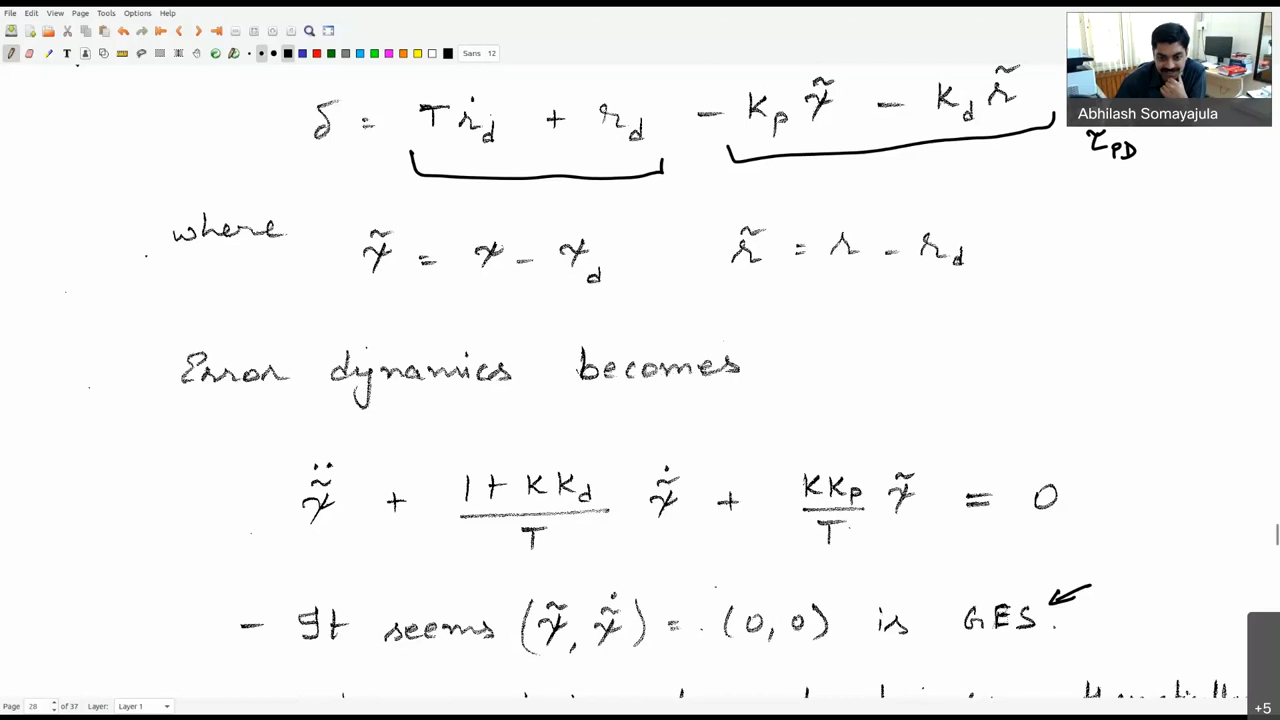 File Edit View Page Tools Options Help
Sans 12
δ = T ṙ_d + r_d - K_p ψ̃ - K_d r̃
τ_PD
Abhilash Somayajula
where ψ̃ = ψ - ψ_d r̃ = r - r_d
Error dynamics becomes
ψ̃̈ + (1 + K K_d)/T ψ̃̇ + (K K_p)/T ψ̃ = 0
- It seems (ψ̃, ψ̃̇) = (0, 0) is GES.
Page 28 of 37 Layer: Layer 1
+5